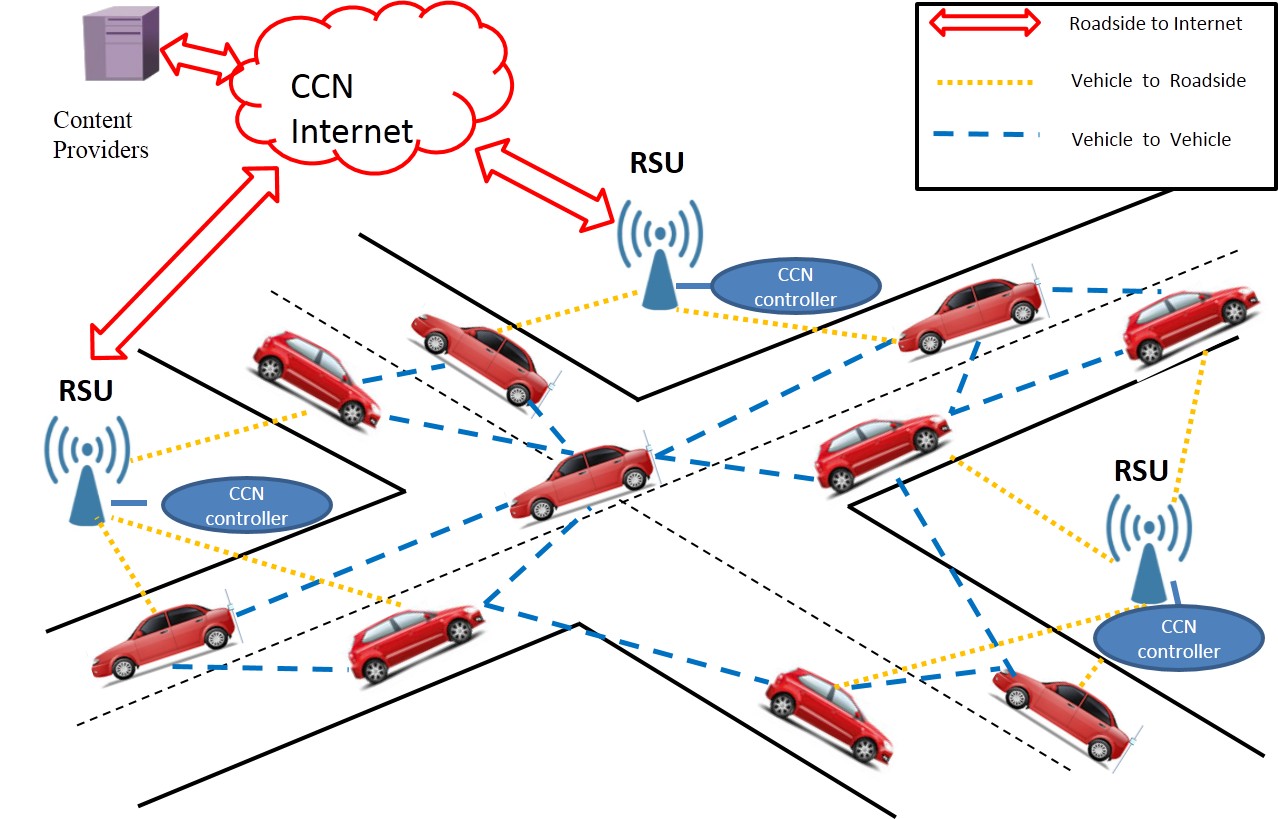 Roadside to Internet
CCN
Internet
Vehicle to Roadside
Content
Providers
Vehicle to Vehicle
RSU
CCN
controller
RSU
RSU
CCN
controller
CCN
controller